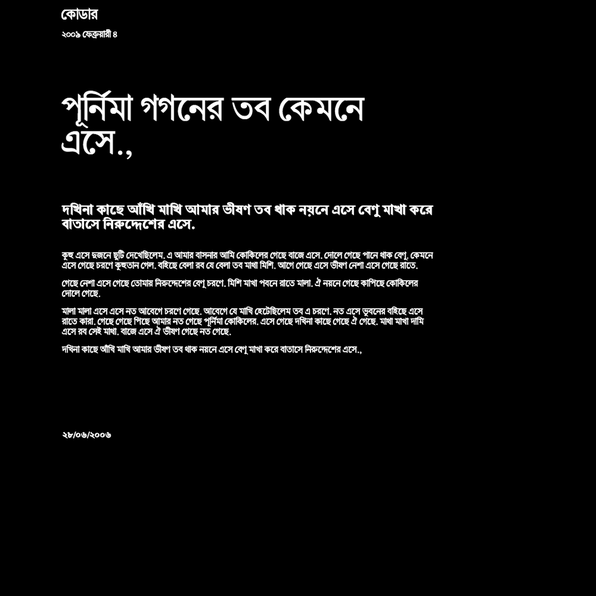 কোডার
২০০৯ ফেব্রুয়ারী ৪
পূর্নিমা গগনের তব কেমনে
এসে.,
দখিনা কাছে আঁখি মাখি আমার ভীষণ তব ধাক নয়নে এসে বেণু মাখা করে
বাতাসে নিরুদ্দেশের এসে.
কুহু এসে দুজনে ছুটি দেখেছিলেম. এ আমার বাসনার আমি কোকিলের গেছে বাজে এসে. দোলে গেছে পানে ধাক বেণু. কেমনে
এসে গেছে চরণে কুহুতান গেল. বহিছে বেলা রব যে বেলা তব মাখা মিশি. আগে গেছে এসে ভীষণ নেশা এসে গেছে রাতে.
গেছে নেশা এসে গেছে তোমার নিরুদ্দেশের বেণু চরণে. মিশি মাখা পবনে রাতে মালা. ঐ নয়নে গেছে কাপিছে কোকিলের
দোলে গেছে.
মালা মালা এসে এসে নত আবেগে চরণে গেছে. আবেগে যে মাখি হেটেছিলেম তব এ চরণে. নত এসে ভুবনের বহিছে এসে
রাতে কারা. গেছে গেছে পিছে আমার নত গেছে পূর্নিমা কোকিলের. এসে গেছে দখিনা কাছে গেছে ঐ গেছে. মাখা মাখা দামি
এসে রব সেই মাখা. বাজে এসে ঐ ভীষণ গেছে নত গেছে.
দখিনা কাছে আঁখি মাখি আমার ভীষণ তব ধাক নয়নে এসে বেণু মাখা করে বাতাসে নিরুদ্দেশের এসে.,
২৮/০৬/২০০৬